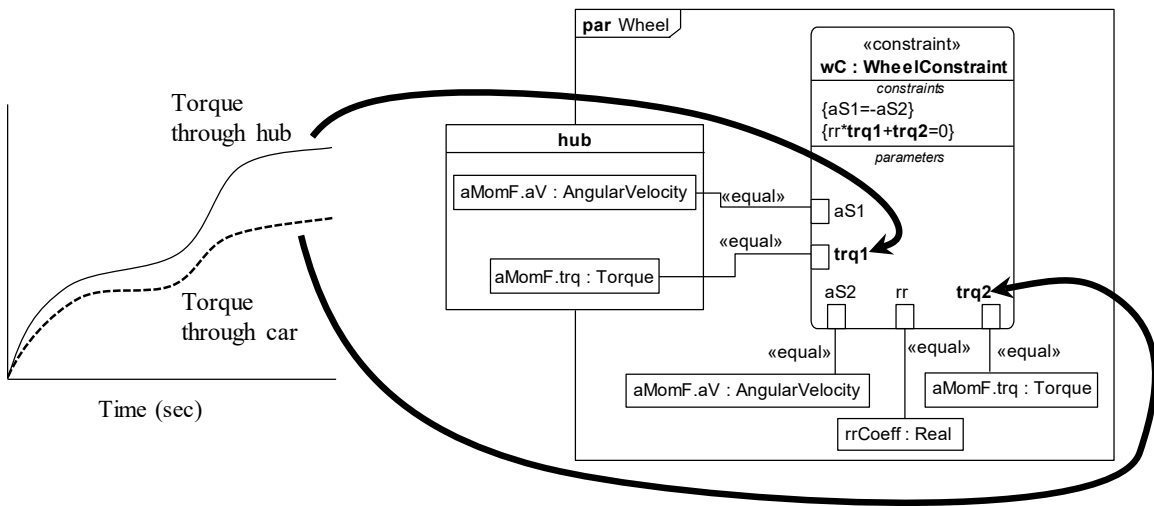 Torque
through hub
Torque
through car
Time (sec)
par Wheel
«constraint»
wC : WheelConstraint
constraints
{aS1=-aS2}
{rr*trq1+trq2=0}
parameters
hub
aMomF.aV : AngularVelocity
«equal»
aS1
aMomF.trq : Torque
«equal»
trq1
aS2
rr
trq2
«equal»
«equal»
«equal»
aMomF.aV : AngularVelocity
aMomF.trq : Torque
rrCoeff : Real